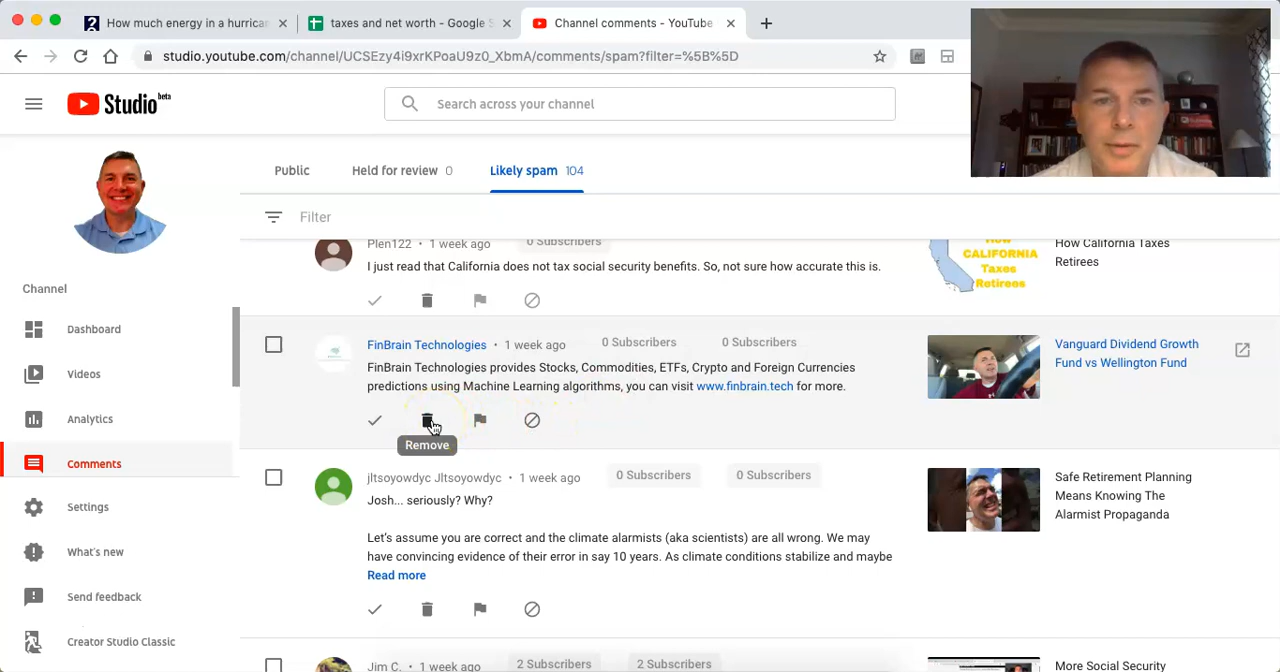 How much energy in a hurrican
taxes and net worth - Google S
Channel comments - YouTube
studio.youtube.com/channel/UCSEzy4i9xrKPoaU9z0_XbmA/comments/spam?filter=%5B%5D
Studio beta
Search across your channel
Public
Held for review 0
Likely spam 104
Filter
Channel
Dashboard
Videos
Analytics
Comments
Settings
What's new
Send feedback
Creator Studio Classic
Plen122 • 1 week ago 0 Subscribers
I just read that California does not tax social security benefits. So, not sure how accurate this is.
How
CALIFORNIA
Taxes
Retirees
How California Taxes
Retirees
FinBrain Technologies • 1 week ago 0 Subscribers 0 Subscribers
FinBrain Technologies provides Stocks, Commodities, ETFs, Crypto and Foreign Currencies
predictions using Machine Learning algorithms, you can visit www.finbrain.tech for more.
Remove
Vanguard Dividend Growth
Fund vs Wellington Fund
jltsoyowdyc Jltsoyowdyc • 1 week ago 0 Subscribers 0 Subscribers
Josh... seriously? Why?
Let's assume you are correct and the climate alarmists (aka scientists) are all wrong. We may
have convincing evidence of their error in say 10 years. As climate conditions stabilize and maybe
Read more
Safe Retirement Planning
Means Knowing The
Alarmist Propaganda
Jim C. • 1 week ago 2 Subscribers 2 Subscribers
More Social Security